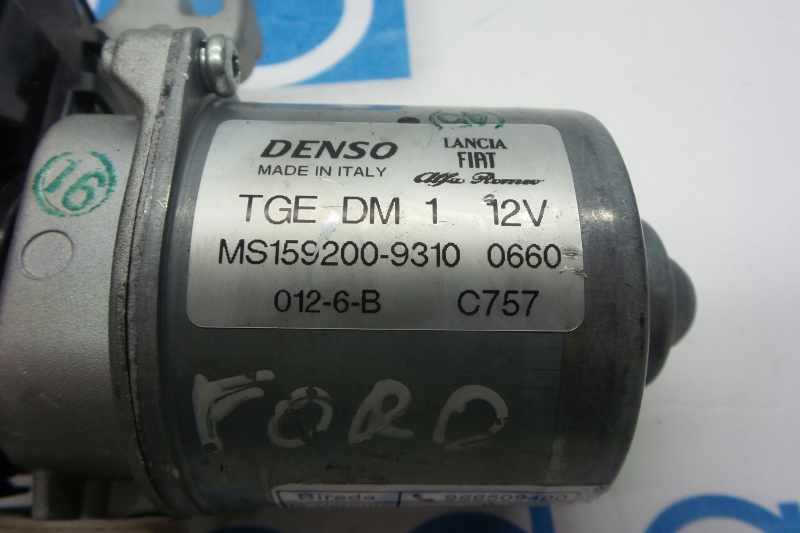 DENSO
MADE IN ITALY
LANCIA
FIAT
Alfa Romeo
TGE DM 1 12V
MS159200-9310 0660
012-6-B C757
16
FORD
Bireda